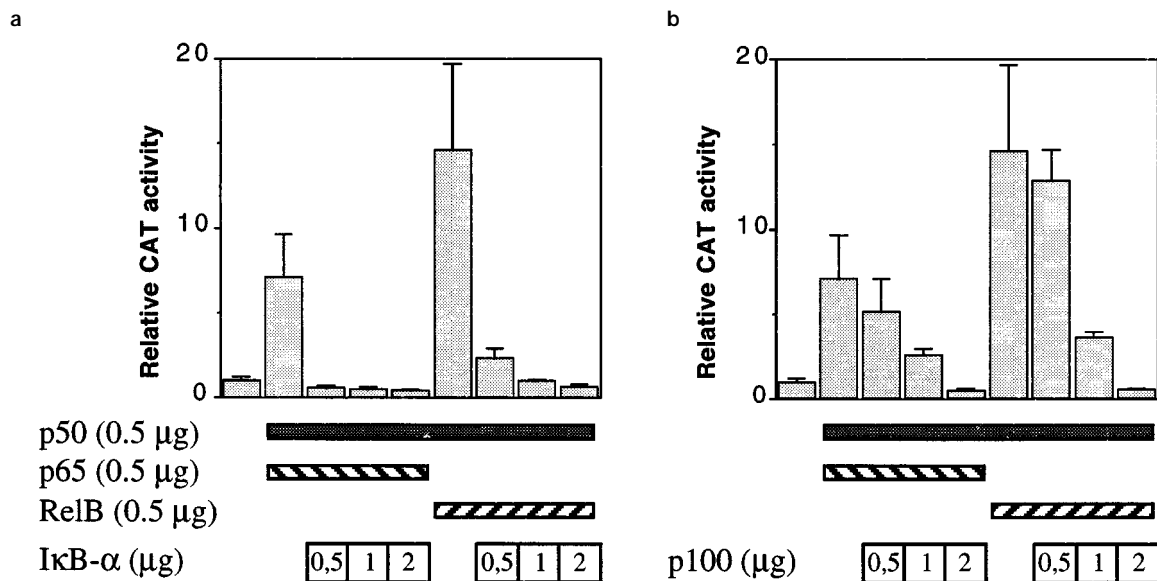 a
b
Relative CAT activity
20
10
0
Relative CAT activity
20
10
0
p50 (0.5 µg)
p65 (0.5 µg)
RelB (0.5 µg)
IκB-α (µg) 0,5 1 2 0,5 1 2
p100 (µg) 0,5 1 2 0,5 1 2